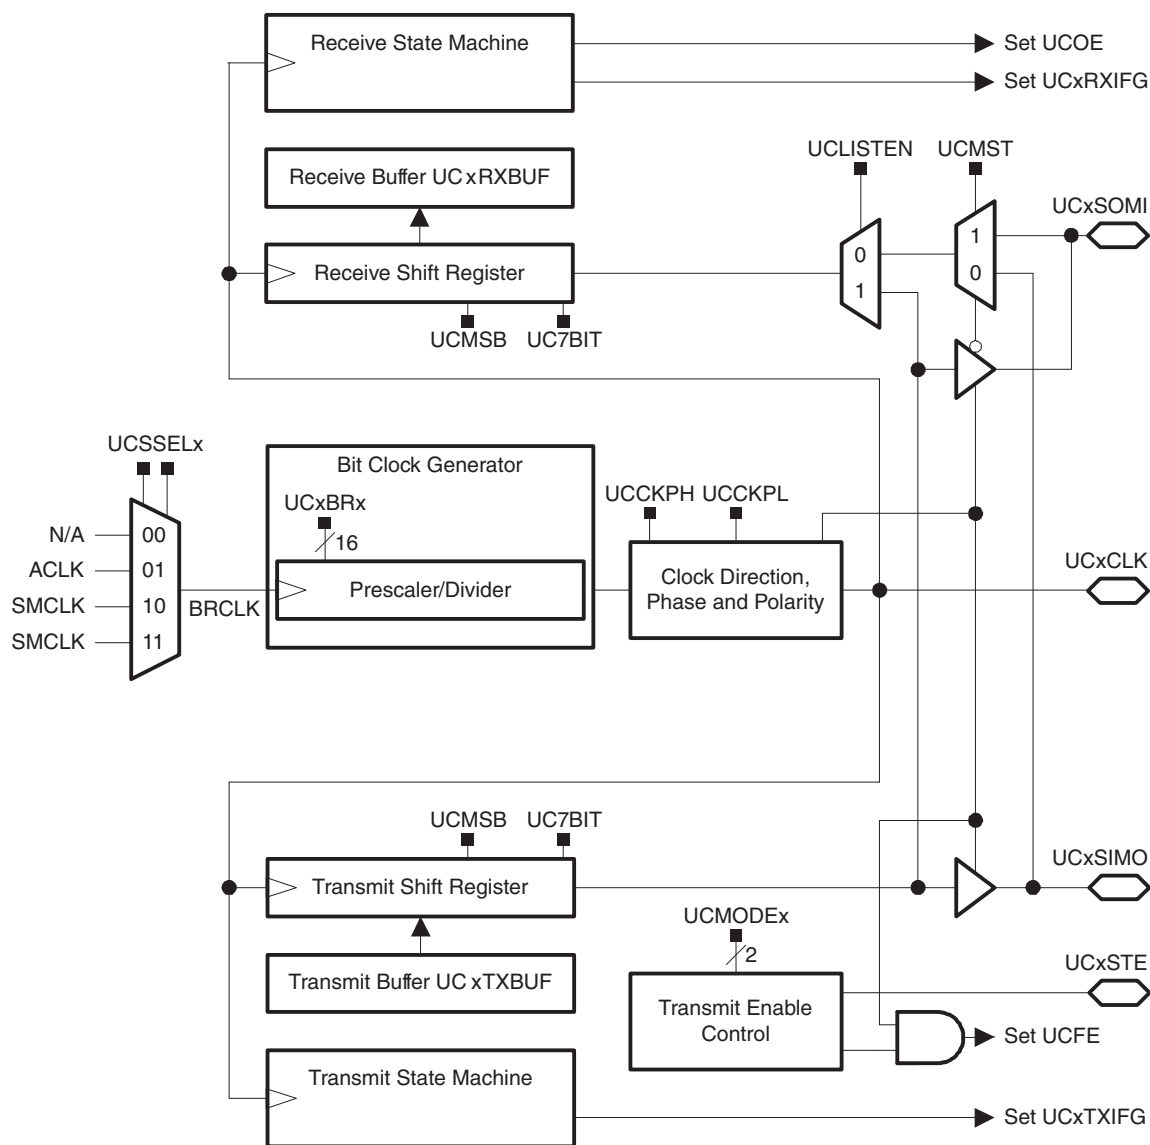 Receive State Machine
Set UCOE
Set UCxRXIFG
UCLISTEN
UCMST
Receive Buffer UC xRXBUF
UCxSOMI
1
0
0
1
Receive Shift Register
UCMSB
UC7BIT
UCSSELx
Bit Clock Generator
UCxBRx
16
UCCKPH
UCCKPL
N/A
00
ACLK
01
SMCLK
10
SMCLK
11
BRCLK
Prescaler/Divider
Clock Direction,
Phase and Polarity
UCxCLK
UCMSB
UC7BIT
Transmit Shift Register
UCxSIMO
UCMODEx
2
Transmit Buffer UC xTXBUF
UCxSTE
Transmit Enable
Control
Set UCFE
Transmit State Machine
Set UCxTXIFG